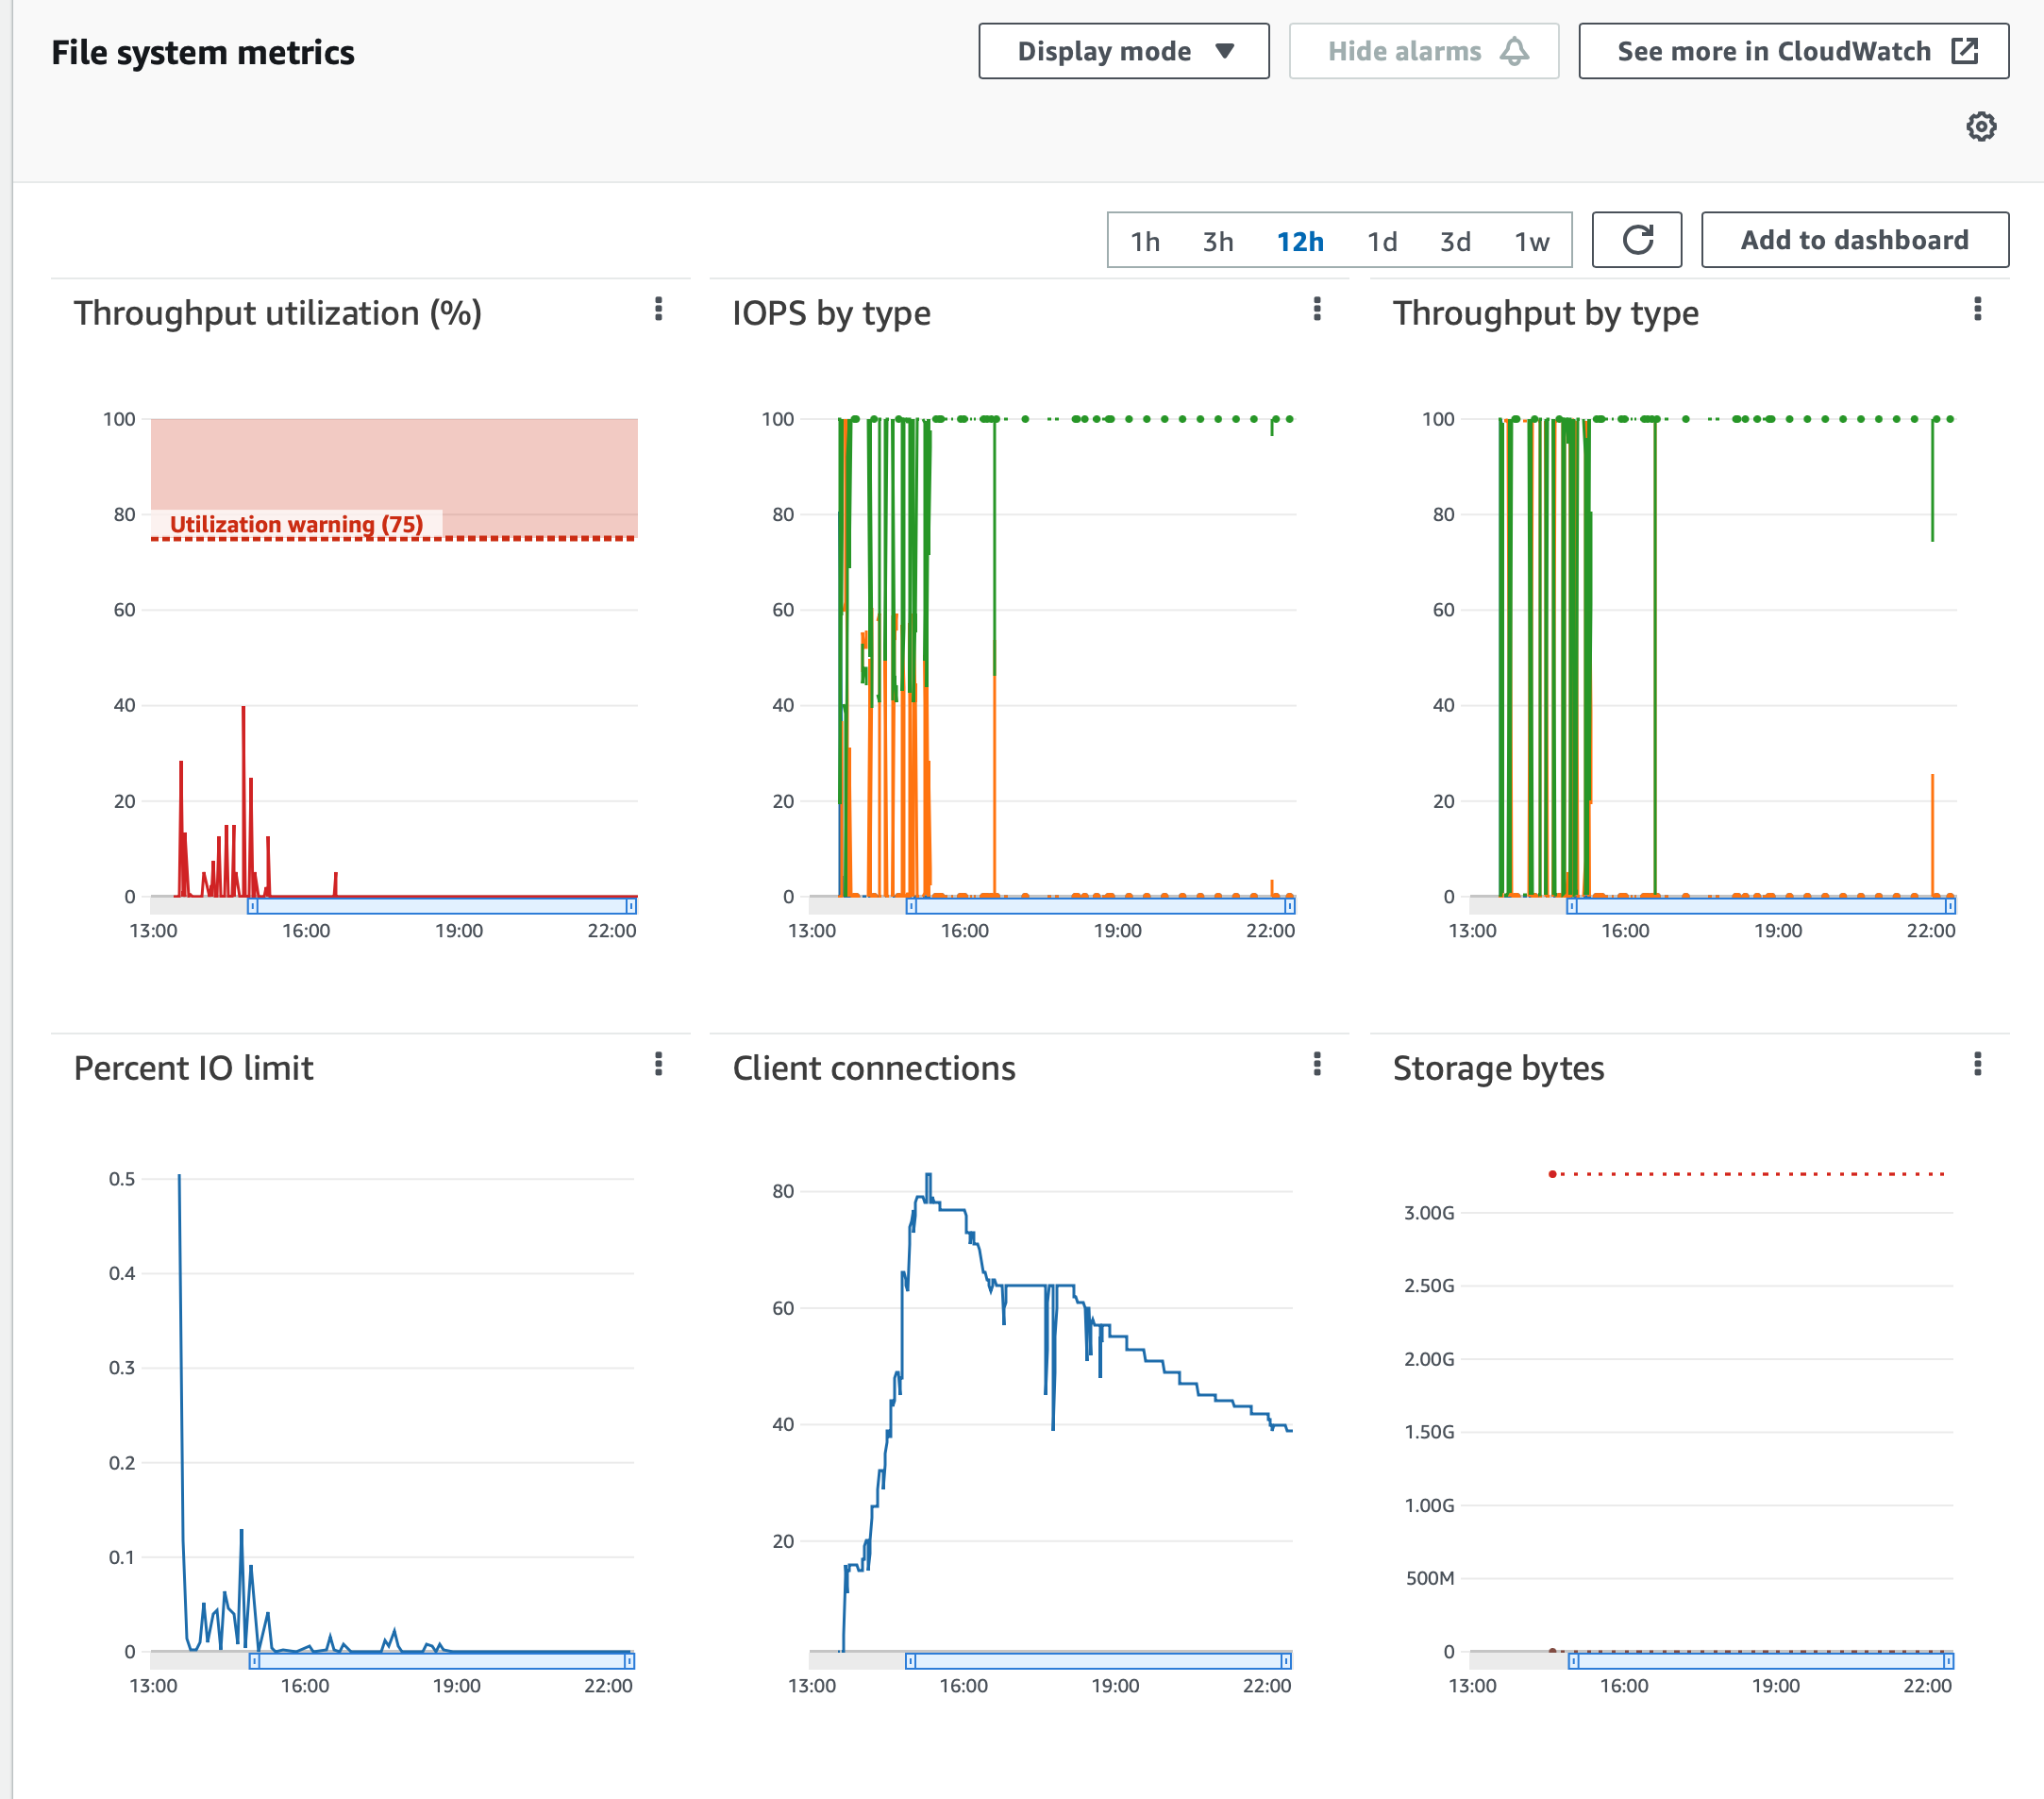 File system metrics
Display mode
Hide alarms
See more in CloudWatch
1h 3h 12h 1d 3d 1w
Add to dashboard
Throughput utilization (%)
100
80
Utilization warning (75)
60
40
20
0
13:00 16:00 19:00 22:00
IOPS by type
100
80
60
40
20
0
13:00 16:00 19:00 22:00
Throughput by type
100
80
60
40
20
0
13:00 16:00 19:00 22:00
Percent IO limit
0.5
0.4
0.3
0.2
0.1
0
13:00 16:00 19:00 22:00
Client connections
80
60
40
20
13:00 16:00 19:00 22:00
Storage bytes
3.00G
2.50G
2.00G
1.50G
1.00G
500M
0
13:00 16:00 19:00 22:00